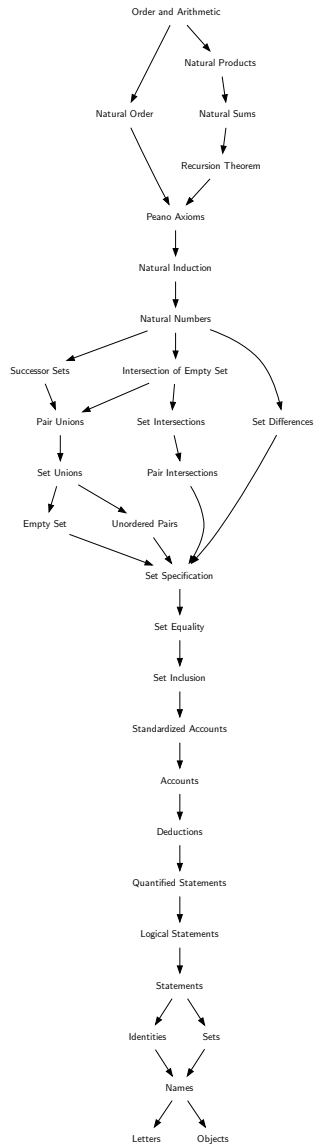 Order and Arithmetic
Natural Products
Natural Order
Natural Sums
Recursion Theorem
Peano Axioms
Natural Induction
Natural Numbers
Successor Sets
Intersection of Empty Set
Pair Unions
Set Intersections
Set Differences
Set Unions
Pair Intersections
Empty Set
Unordered Pairs
Set Specification
Set Equality
Set Inclusion
Standardized Accounts
Accounts
Deductions
Quantified Statements
Logical Statements
Statements
Identities
Sets
Names
Letters
Objects